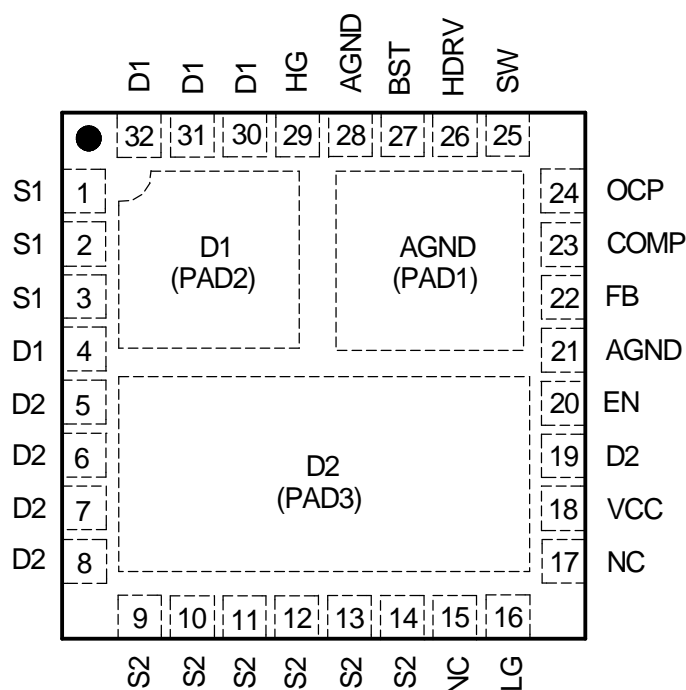 D1 D1 D1 HG AGND BST HDRV SW
32 31 30 29 28 27 26 25
S1 1 24 OCP
S1 2 23 COMP
S1 3 22 FB
D1 4 21 AGND
D1
(PAD2)
AGND
(PAD1)
D2 5 20 EN
D2 6 19 D2
D2 7 18 VCC
D2 8 17 NC
D2
(PAD3)
9 10 11 12 13 14 15 16
S2 S2 S2 S2 S2 S2 NC LG